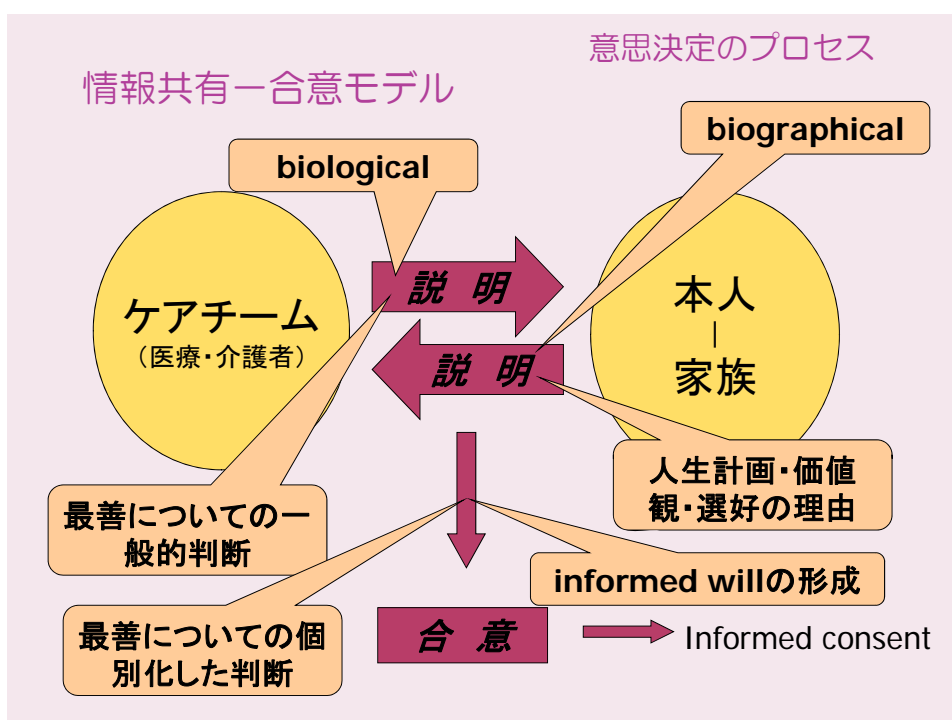 意思決定のプロセス
情報共有ー合意モデル
biographical
biological
説 明
ケアチーム
(医療・介護者)
本人
|
家族
説 明
人生計画・価値
観・選好の理由
最善についての一
般的判断
informed willの形成
最善についての個
別化した判断
合 意
Informed consent